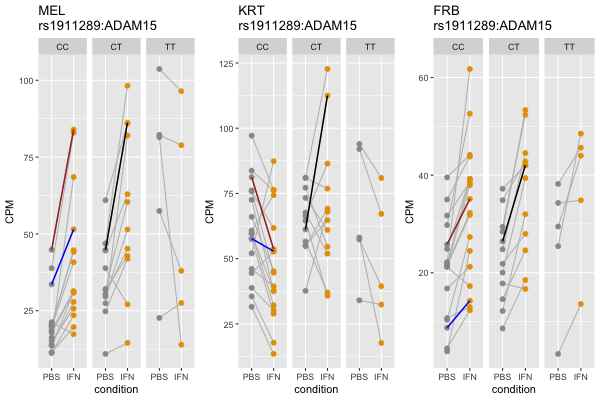 MEL
rs1911289:ADAM15
CC CT TT
CPM
100
75
50
25
PBS IFN PBS IFN PBS IFN
condition
KRT
rs1911289:ADAM15
CC CT TT
CPM
125
100
75
50
25
PBS IFN PBS IFN PBS IFN
condition
FRB
rs1911289:ADAM15
CC CT TT
CPM
60
40
20
PBS IFN PBS IFN PBS IFN
condition